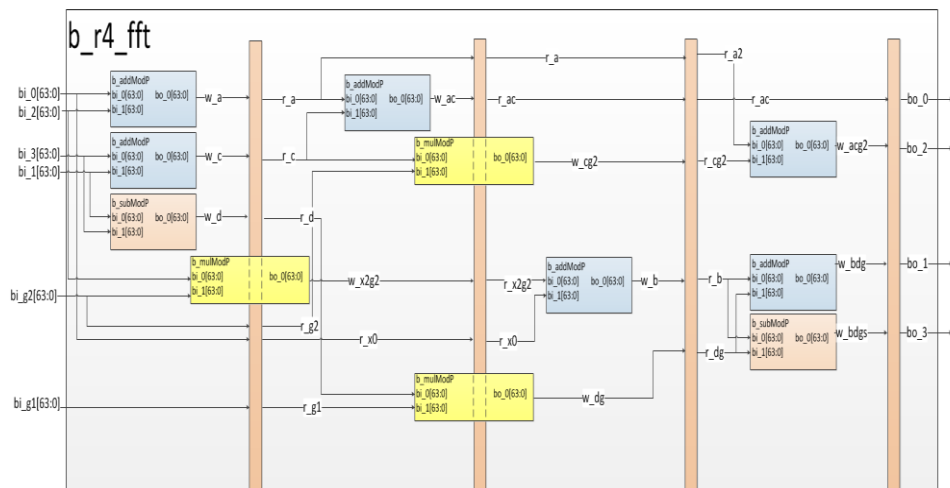 b_r4_fft
bi_0[63:0]
bi_2[63:0]
bi_3[63:0]
bi_1[63:0]
bi_g2[63:0]
bi_g1[63:0]
b_addModP
bi_0[63:0] bo_0[63:0]
bi_1[63:0]
w_a
b_addModP
bi_0[63:0] bo_0[63:0]
bi_1[63:0]
w_c
b_subModP
bi_0[63:0] bo_0[63:0]
bi_1[63:0]
w_d
b_mulModP
bi_0[63:0] bo_0[63:0]
bi_1[63:0]
r_a
r_c
r_d
w_x2g2
r_g2
r_x0
r_g1
b_addModP
bi_0[63:0] bo_0[63:0]
bi_1[63:0]
w_ac
b_mulModP
bi_0[63:0] bo_0[63:0]
bi_1[63:0]
b_mulModP
bi_0[63:0] bo_0[63:0]
bi_1[63:0]
r_a
r_ac
w_cg2
r_x2g2
r_x0
b_addModP
bi_0[63:0] bo_0[63:0]
bi_1[63:0]
w_b
w_dg
r_a2
r_ac
r_cg2
r_b
r_dg
b_addModP
bi_0[63:0] bo_0[63:0]
bi_1[63:0]
w_acg2
b_addModP
bi_0[63:0] bo_0[63:0]
bi_1[63:0]
w_bdg
b_subModP
bi_0[63:0] bo_0[63:0]
bi_1[63:0]
w_bdgs
bo_0
bo_2
bo_1
bo_3